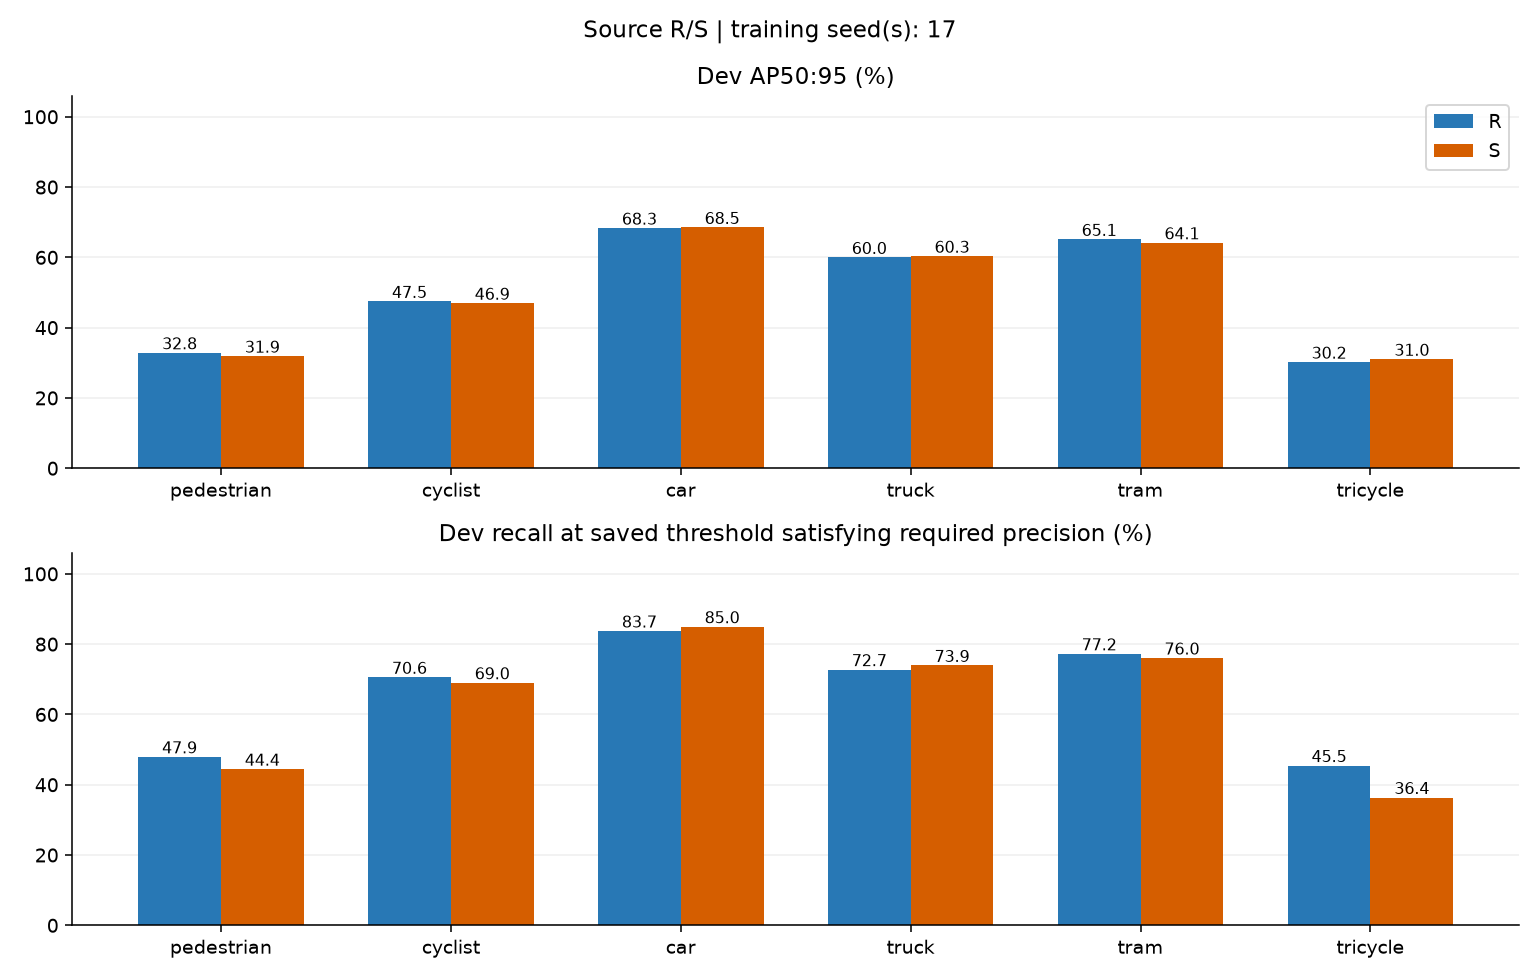 Source R/S | training seed(s): 17
Dev AP50:95 (%)
100
80
60
40
20
0
R
S
32.8
31.9
47.5
46.9
68.3
68.5
60.0
60.3
65.1
64.1
30.2
31.0
pedestrian
cyclist
car
truck
tram
tricycle
Dev recall at saved threshold satisfying required precision (%)
100
80
60
40
20
0
47.9
44.4
70.6
69.0
83.7
85.0
72.7
73.9
77.2
76.0
45.5
36.4
pedestrian
cyclist
car
truck
tram
tricycle